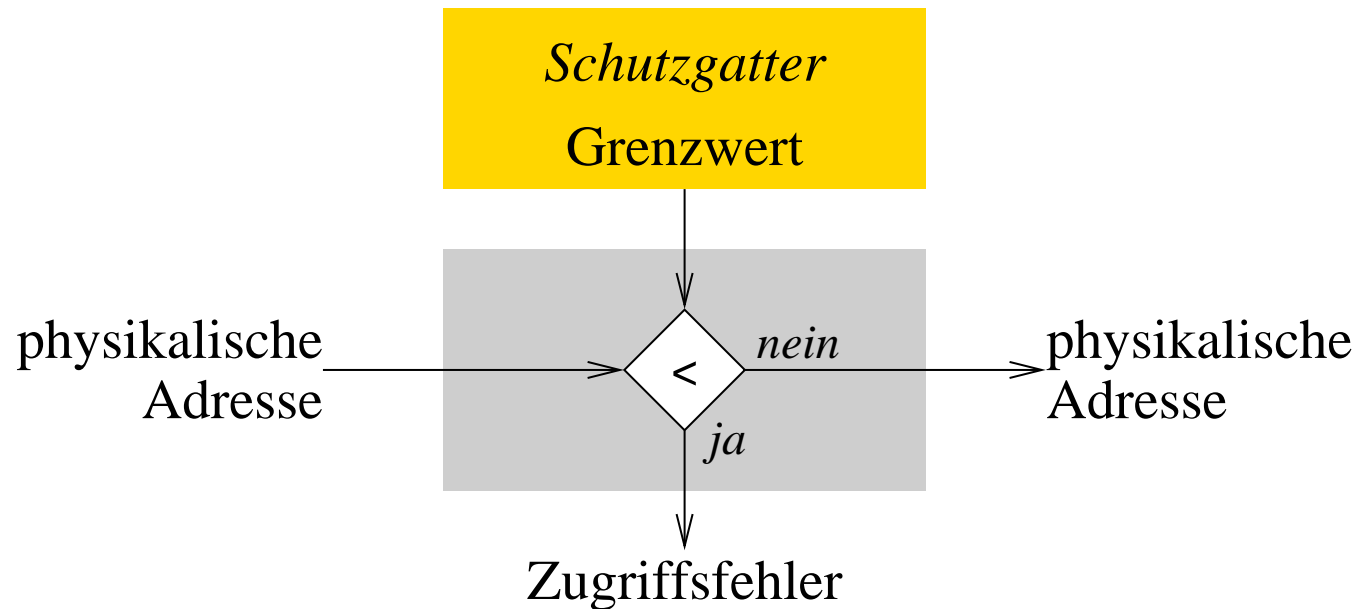 Schutzgatter
Grenzwert
physikalische
Adresse
<
nein
ja
physikalische
Adresse
Zugriffsfehler